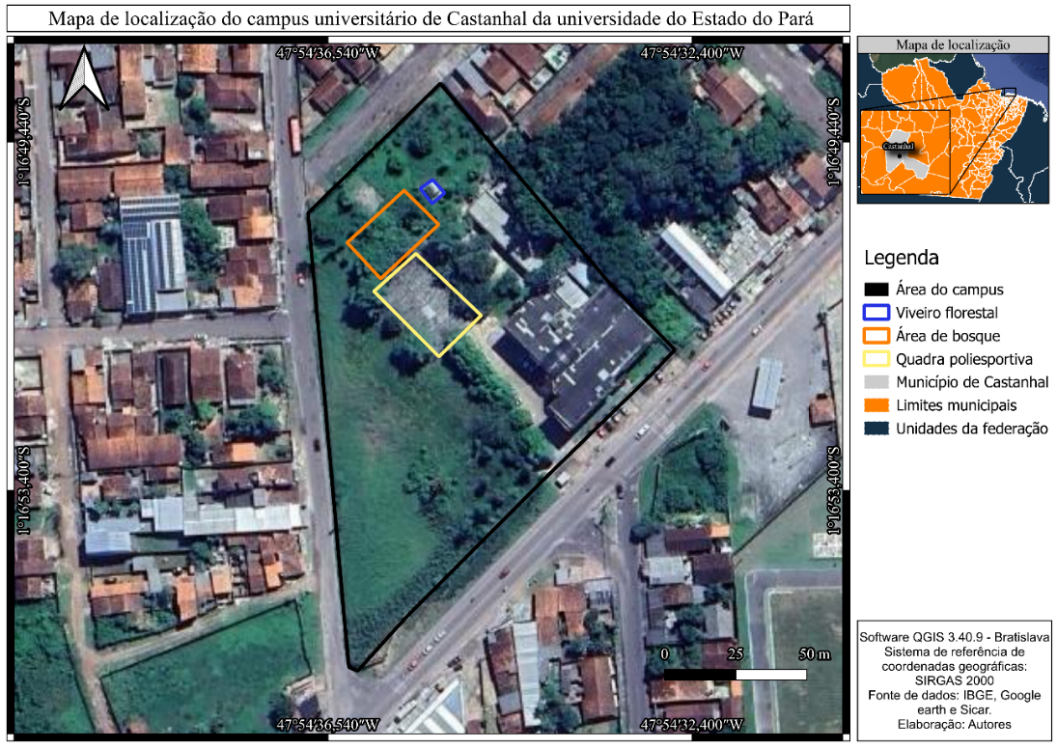 Mapa de localização do campus universitário de Castanhal da universidade do Estado do Pará
47°54′36,540″W
47°54′32,400″W
1°16′49,440″S
1°16′49,440″S
1°16′53,400″S
1°16′53,400″S
0 25 50 m
47°54′36,540″W
47°54′32,400″W
Mapa de localização
Castanhal
Legenda
Área do campus
Viveiro florestal
Área de bosque
Quadra poliesportiva
Município de Castanhal
Limites municipais
Unidades da federação
Software QGIS 3.40.9 - Bratislava
Sistema de referência de
coordenadas geográficas:
SIRGAS 2000
Fonte de dados: IBGE, Google
earth e Sicar.
Elaboração: Autores